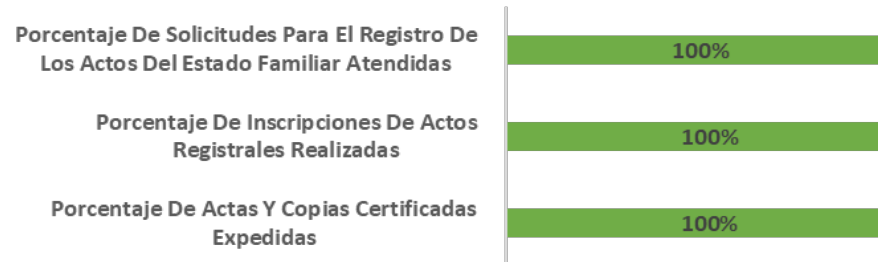 Porcentaje De Solicitudes Para El Registro De
Los Actos Del Estado Familiar Atendidas
100%
Porcentaje De Inscripciones De Actos
Registrales Realizadas
100%
Porcentaje De Actas Y Copias Certificadas
Expedidas
100%